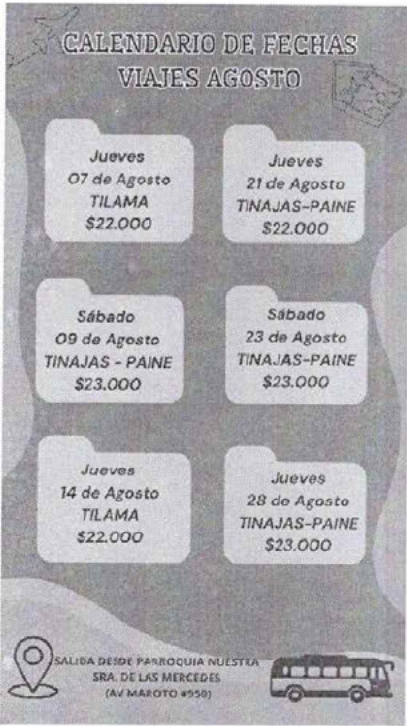 CALENDARIO DE FECHAS
VIAJES AGOSTO
Jueves
07 de Agosto
TILAMA
$22.000
Jueves
21 de Agosto
TINAJAS-PAINE
$22.000
Sábado
09 de Agosto
TINAJAS - PAINE
$23.000
Sábado
23 de Agosto
TINAJAS-PAINE
$23.000
Jueves
14 de Agosto
TILAMA
$22.000
Jueves
28 de Agosto
TINAJAS-PAINE
$23.000
SALIDA DESDE PARROQUIA NUESTRA
SRA. DE LAS MERCEDES
(AV MAROTO #950)